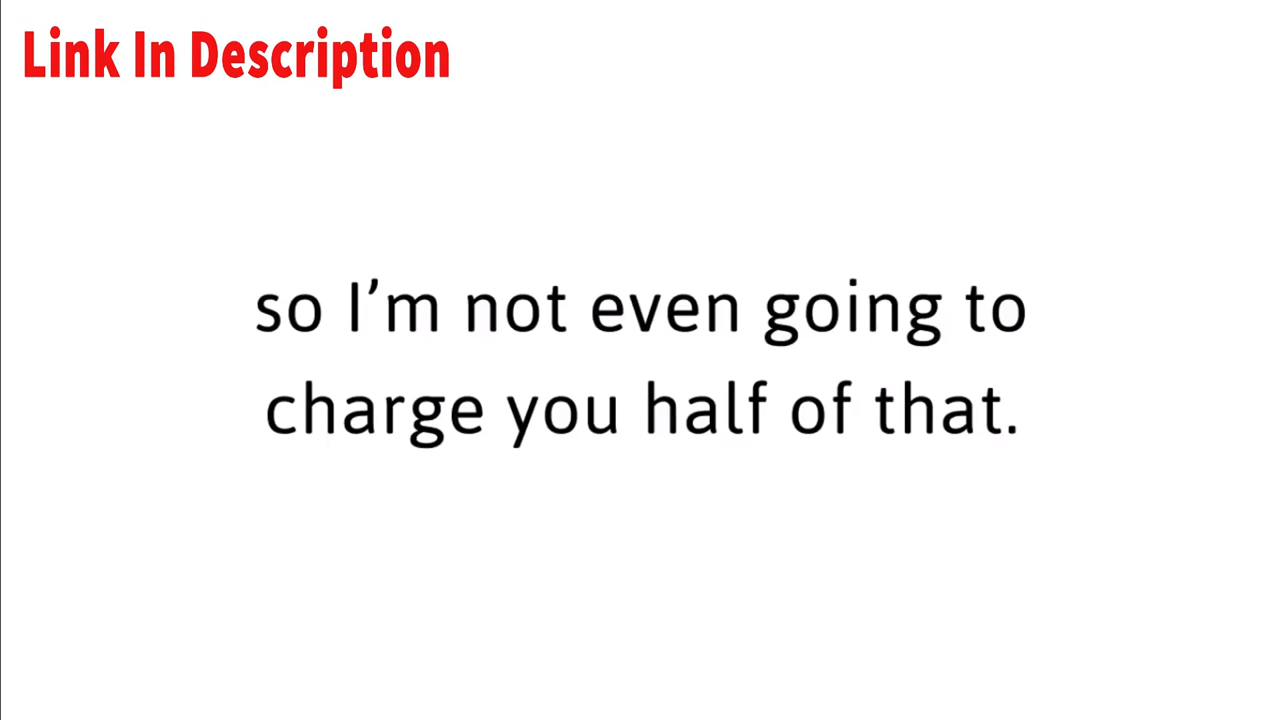 Link In Description
so I’m not even going to
charge you half of that.